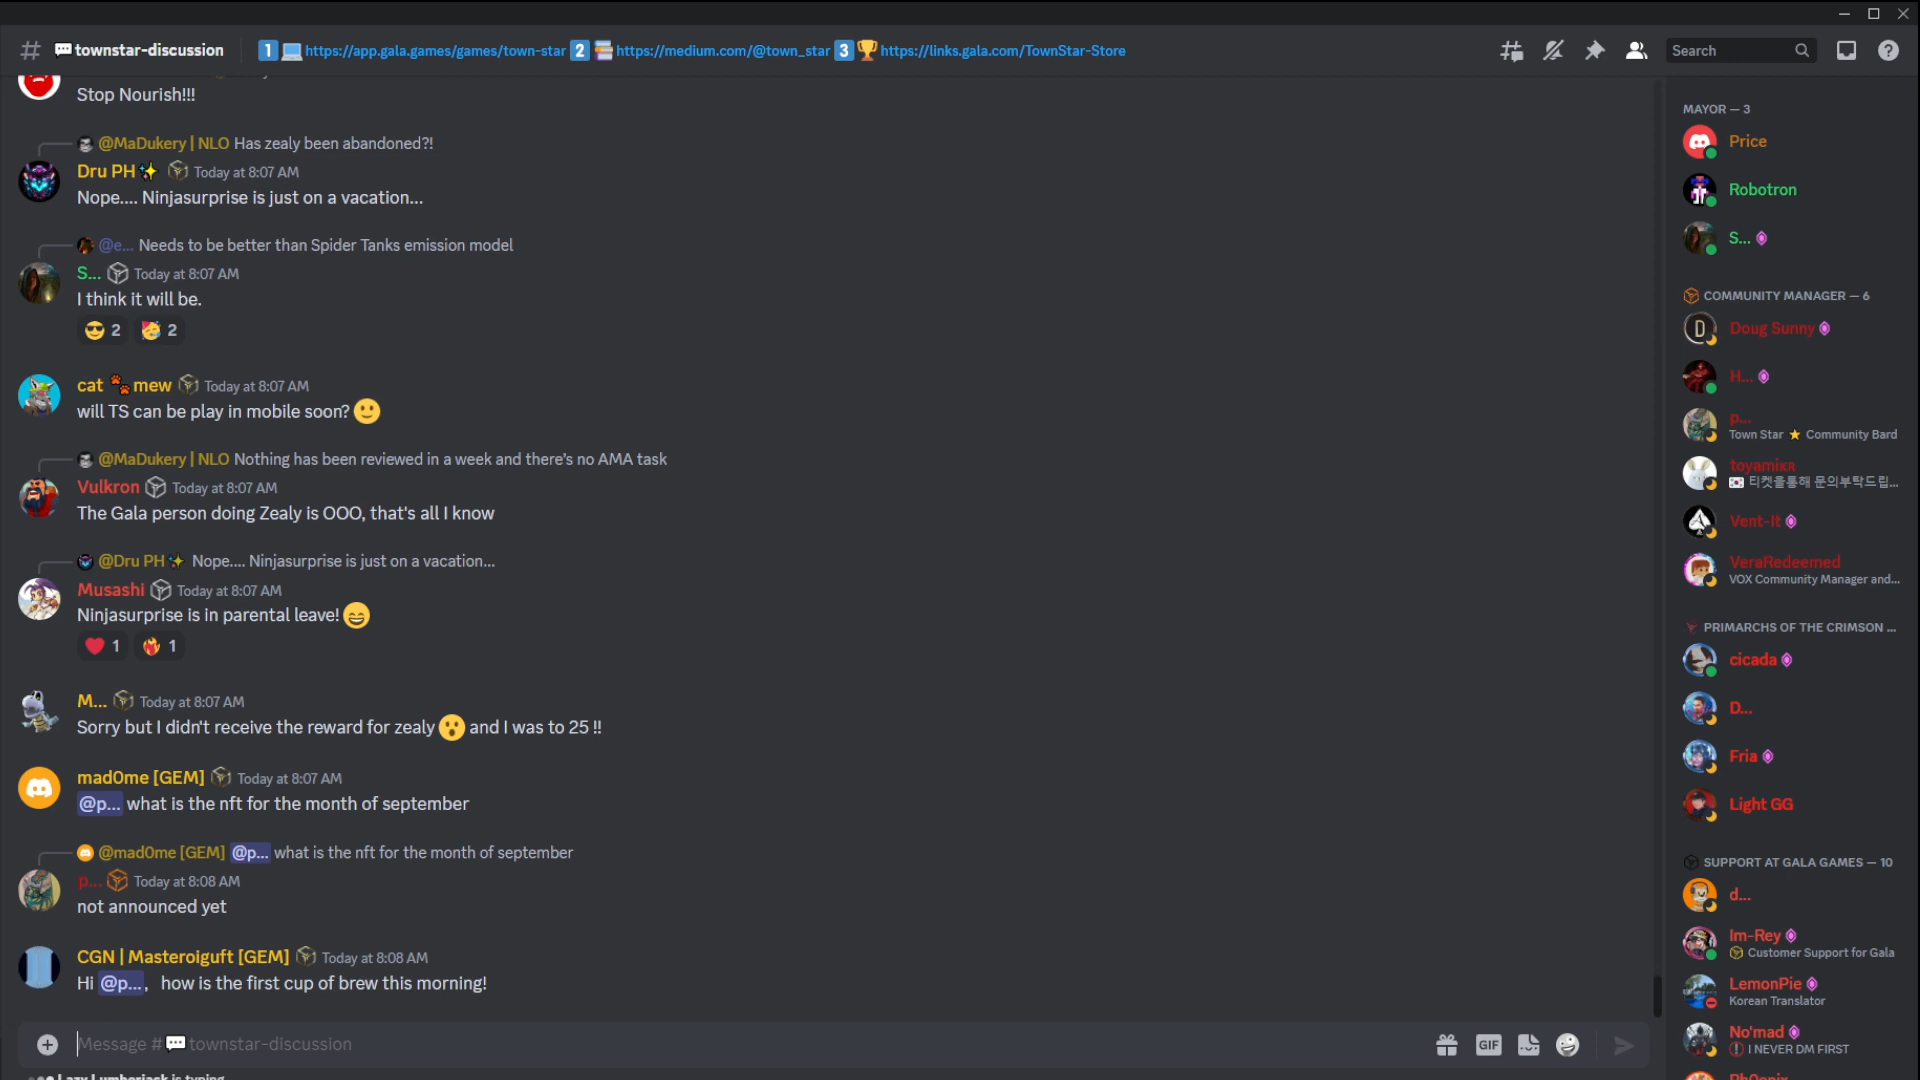 townstar-discussion
1 https://app.gala.games/games/town-star 2 https://medium.com/@town_star 3 https://links.gala.com/TownStar-Store
Search
Stop Nourish!!!
@MaDukery | NLO Has zealy been abandoned?!
Dru PH Today at 8:07 AM
Nope.... Ninjasurprise is just on a vacation...
@e... Needs to be better than Spider Tanks emission model
S... Today at 8:07 AM
I think it will be.
2 2
cat mew Today at 8:07 AM
will TS can be play in mobile soon?
@MaDukery | NLO Nothing has been reviewed in a week and there's no AMA task
Vulkron Today at 8:07 AM
The Gala person doing Zealy is OOO, that's all I know
@Dru PH Nope.... Ninjasurprise is just on a vacation...
Musashi Today at 8:07 AM
Ninjasurprise is in parental leave!
1 1
M... Today at 8:07 AM
Sorry but I didn't receive the reward for zealy and I was to 25 !!
mad0me [GEM] Today at 8:07 AM
@p... what is the nft for the month of september
@mad0me [GEM] @p... what is the nft for the month of september
p... Today at 8:08 AM
not announced yet
CGN | Masteroiguft [GEM] Today at 8:08 AM
Hi @p..., how is the first cup of brew this morning!
Message # townstar-discussion
GIF
Lazy Lumberjack is typing
MAYOR — 3
Price
Robotron
S...
COMMUNITY MANAGER — 6
D
Doug Sunny
H...
p...
Town Star Community Bard
toyamiKR
티켓을통해 문의부탁드립...
Vent-It
VeraRedeemed
VOX Community Manager and...
PRIMARCHS OF THE CRIMSON ...
cicada
D...
Fria
Light GG
SUPPORT AT GALA GAMES — 10
d...
Im-Rey
Customer Support for Gala
LemonPie
Korean Translator
No'mad
I NEVER DM FIRST